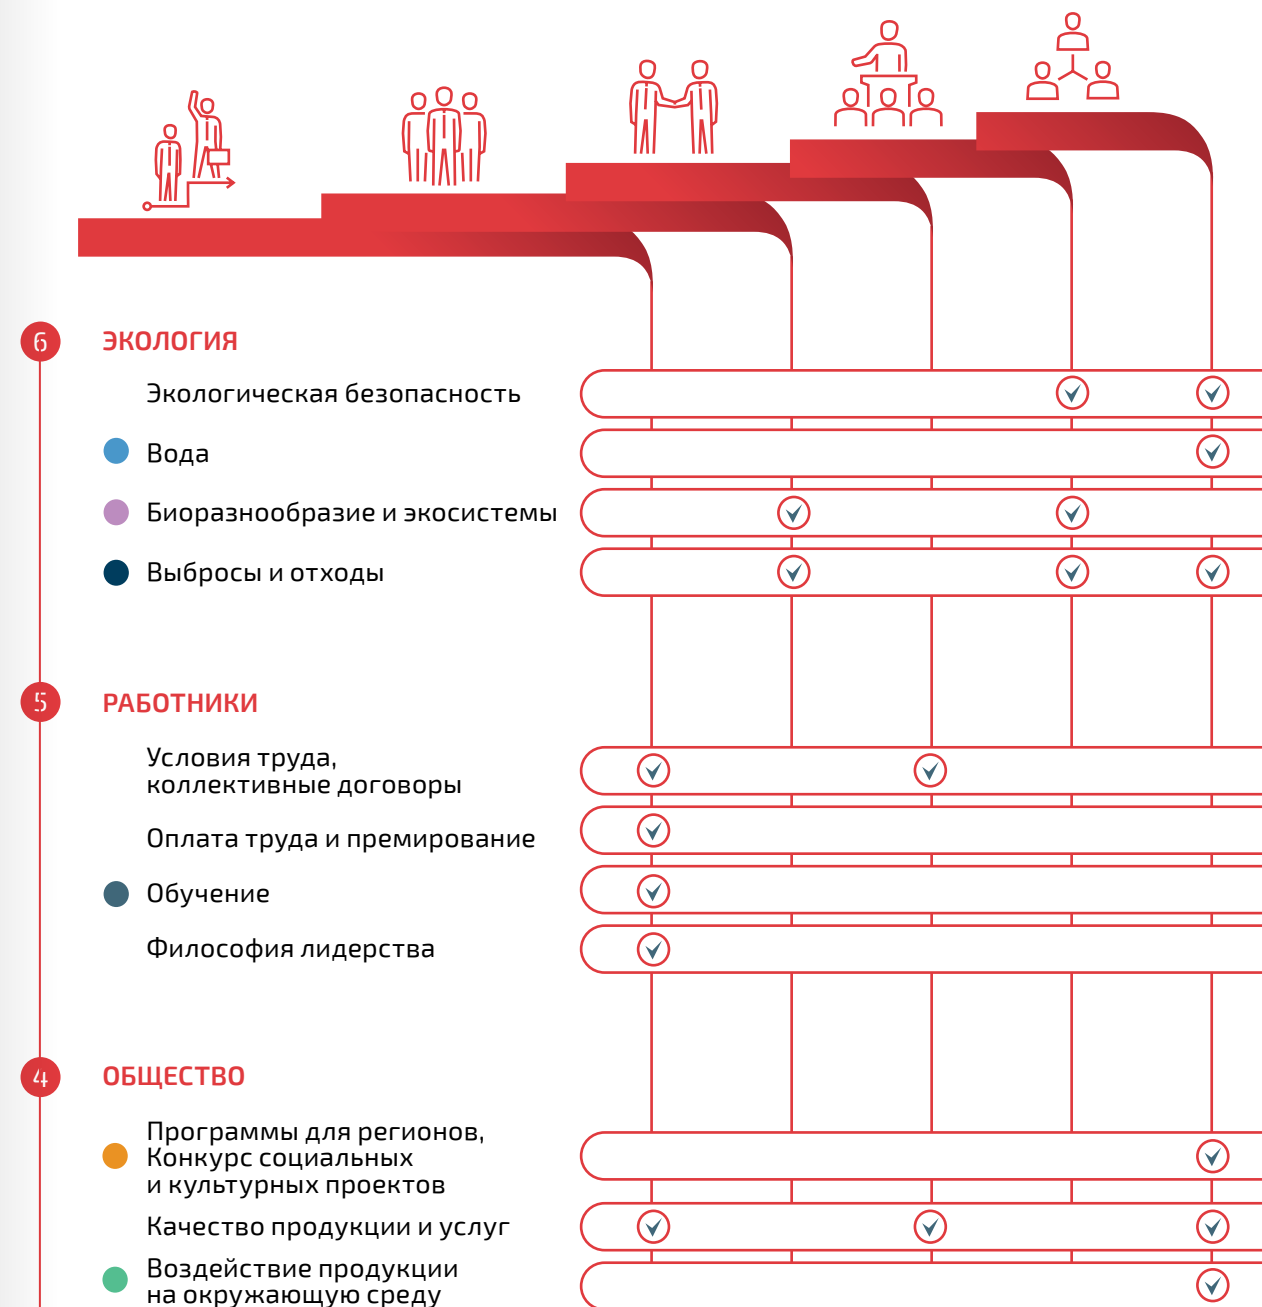 6
ЭКОЛОГИЯ
Экологическая безопасность
Вода
Биоразнообразие и экосистемы
Выбросы и отходы
5
РАБОТНИКИ
Условия труда,
коллективные договоры
Оплата труда и премирование
Обучение
Философия лидерства
4
ОБЩЕСТВО
Программы для регионов,
Конкурс социальных
и культурных проектов
Качество продукции и услуг
Воздействие продукции
на окружающую среду